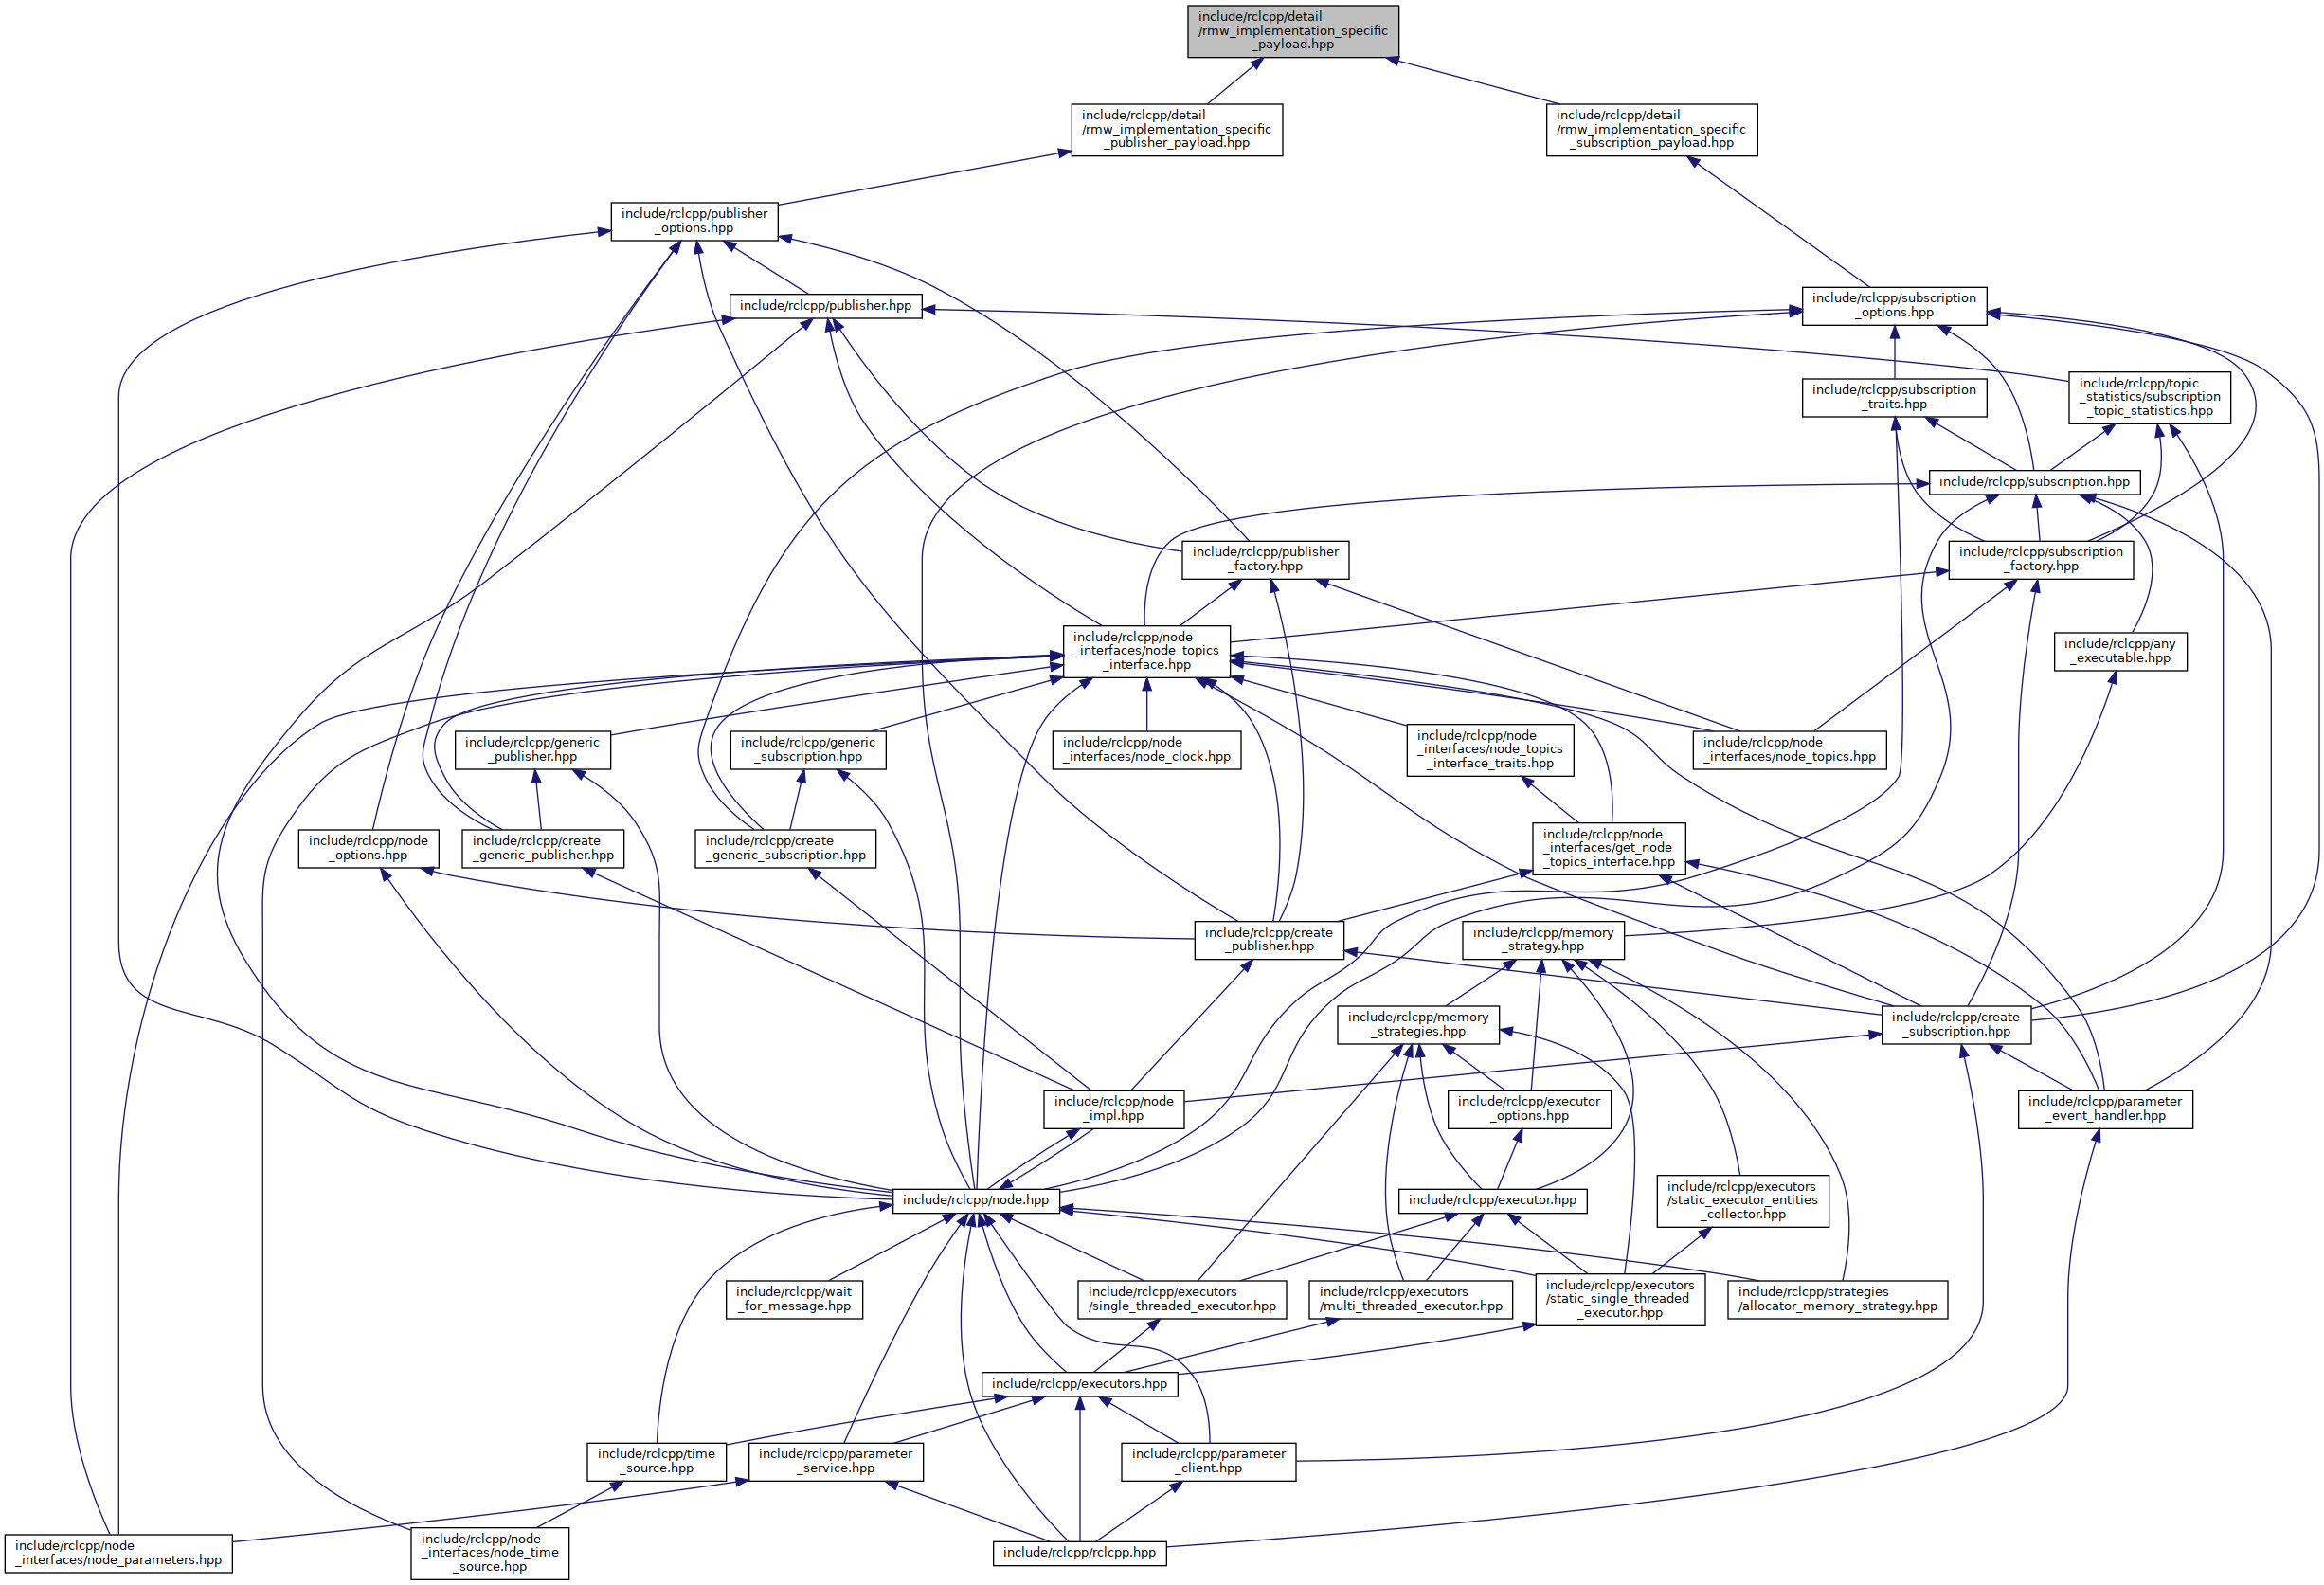 include/rclcpp/detail
/rmw_implementation_specific
_payload.hpp
include/rclcpp/detail
/rmw_implementation_specific
_publisher_payload.hpp
include/rclcpp/detail
/rmw_implementation_specific
_subscription_payload.hpp
include/rclcpp/publisher
_options.hpp
include/rclcpp/publisher.hpp
include/rclcpp/subscription
_options.hpp
include/rclcpp/subscription
_traits.hpp
include/rclcpp/topic
_statistics/subscription
_topic_statistics.hpp
include/rclcpp/subscription.hpp
include/rclcpp/publisher
_factory.hpp
include/rclcpp/subscription
_factory.hpp
include/rclcpp/node
_interfaces/node_topics
_interface.hpp
include/rclcpp/any
_executable.hpp
include/rclcpp/generic
_publisher.hpp
include/rclcpp/generic
_subscription.hpp
include/rclcpp/node
_interfaces/node_clock.hpp
include/rclcpp/node
_interfaces/node_topics
_interface_traits.hpp
include/rclcpp/node
_interfaces/node_topics.hpp
include/rclcpp/node
_options.hpp
include/rclcpp/create
_generic_publisher.hpp
include/rclcpp/create
_generic_subscription.hpp
include/rclcpp/node
_interfaces/get_node
_topics_interface.hpp
include/rclcpp/create
_publisher.hpp
include/rclcpp/memory
_strategy.hpp
include/rclcpp/memory
_strategies.hpp
include/rclcpp/create
_subscription.hpp
include/rclcpp/node
_impl.hpp
include/rclcpp/executor
_options.hpp
include/rclcpp/parameter
_event_handler.hpp
include/rclcpp/node.hpp
include/rclcpp/executor.hpp
include/rclcpp/executors
/static_executor_entities
_collector.hpp
include/rclcpp/wait
_for_message.hpp
include/rclcpp/executors
/single_threaded_executor.hpp
include/rclcpp/executors
/multi_threaded_executor.hpp
include/rclcpp/executors
/static_single_threaded
_executor.hpp
include/rclcpp/strategies
/allocator_memory_strategy.hpp
include/rclcpp/executors.hpp
include/rclcpp/time
_source.hpp
include/rclcpp/parameter
_service.hpp
include/rclcpp/parameter
_client.hpp
include/rclcpp/node
_interfaces/node_parameters.hpp
include/rclcpp/node
_interfaces/node_time
_source.hpp
include/rclcpp/rclcpp.hpp